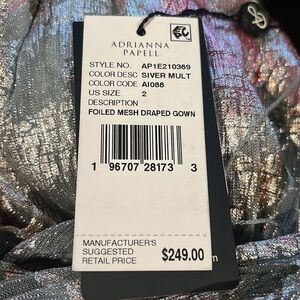 ADRIANNA
PAPELL
STYLE NO. AP1E210369
COLOR DESC SIVER MULT
COLOR CODE AI088
US SIZE 2
DESCRIPTION
FOILED MESH DRAPED GOWN
1 96707 28173 3
MANUFACTURER'S
SUGGESTED
RETAIL PRICE $249.00